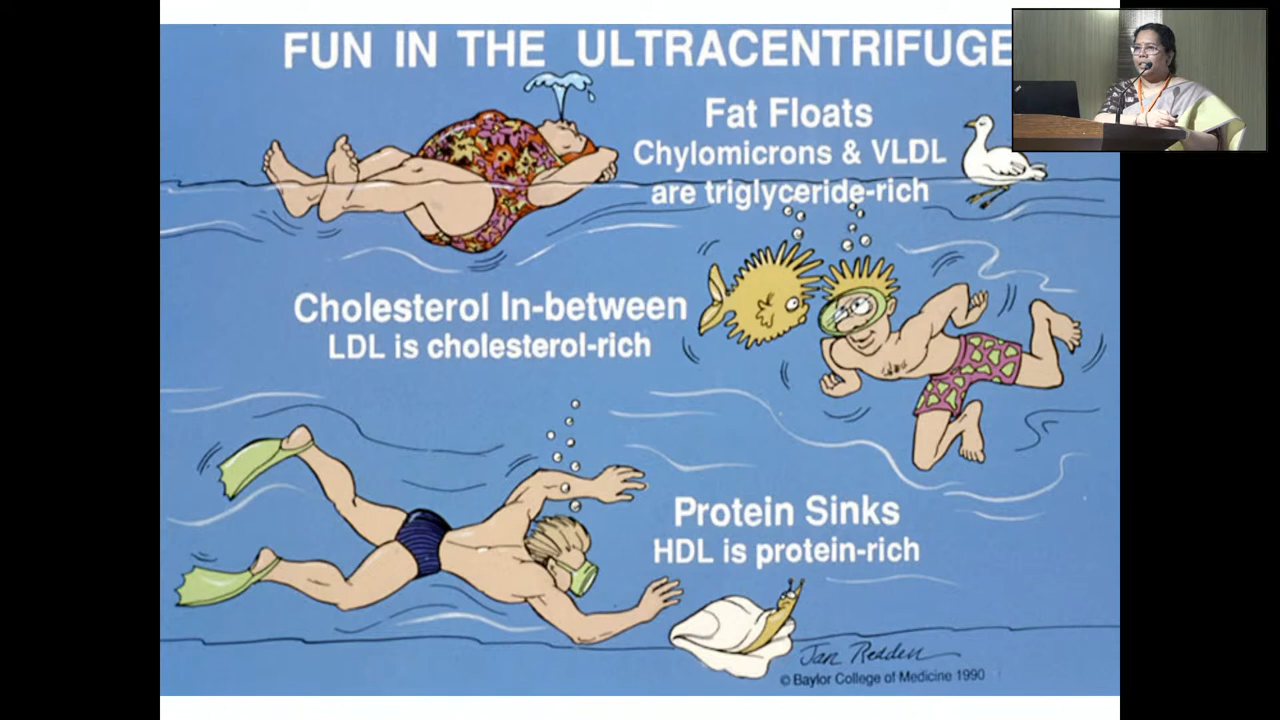 FUN IN THE ULTRACENTRIFUGE
Fat Floats
Chylomicrons & VLDL
are triglyceride-rich
Cholesterol In-between
LDL is cholesterol-rich
Protein Sinks
HDL is protein-rich
Jan Redden
© Baylor College of Medicine 1990